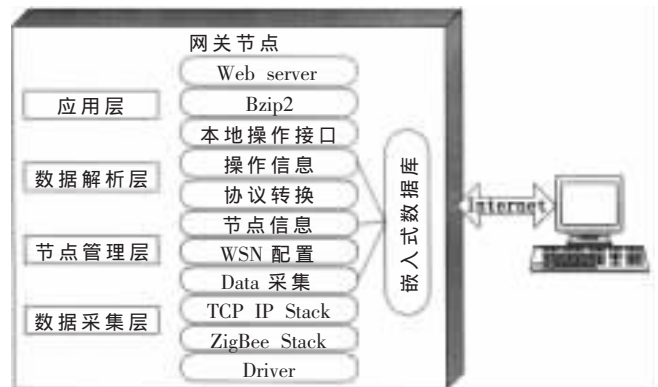 网关节点
Web server
应用层
Bzip2
本地操作接口
操作信息
数据解析层
协议转换
节点信息
节点管理层
WSN 配置
Data 采集
数据采集层
TCP IP Stack
ZigBee Stack
Driver
嵌入式数据库
Internet